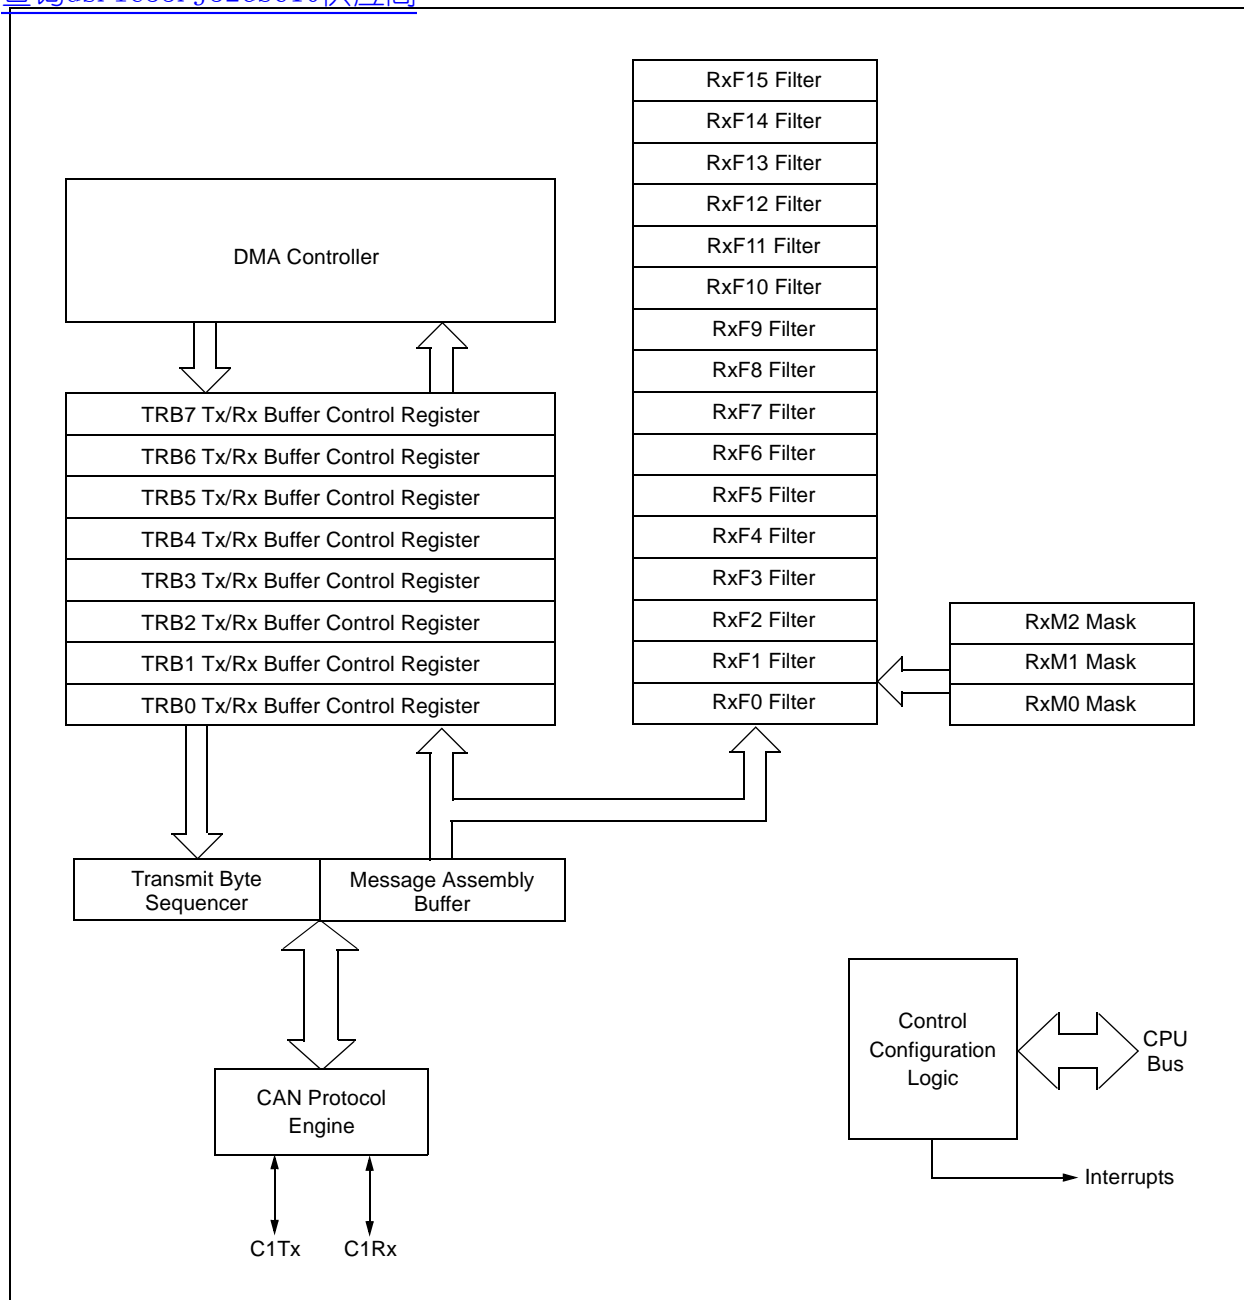 RxF15 Filter
RxF14 Filter
RxF13 Filter
RxF12 Filter
RxF11 Filter
RxF10 Filter
RxF9 Filter
RxF8 Filter
RxF7 Filter
RxF6 Filter
RxF5 Filter
RxF4 Filter
RxF3 Filter
RxF2 Filter
RxF1 Filter
RxF0 Filter
DMA Controller
TRB7 Tx/Rx Buffer Control Register
TRB6 Tx/Rx Buffer Control Register
TRB5 Tx/Rx Buffer Control Register
TRB4 Tx/Rx Buffer Control Register
TRB3 Tx/Rx Buffer Control Register
TRB2 Tx/Rx Buffer Control Register
TRB1 Tx/Rx Buffer Control Register
TRB0 Tx/Rx Buffer Control Register
RxM2 Mask
RxM1 Mask
RxM0 Mask
Transmit Byte
Sequencer
Message Assembly
Buffer
Control
Configuration
Logic
CPU
Bus
CAN Protocol
Engine
Interrupts
C1Tx
C1Rx